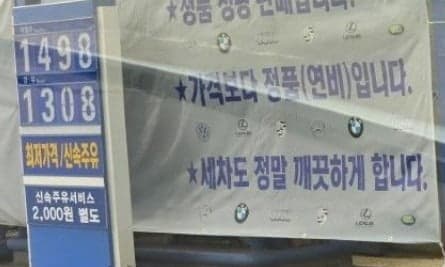 1498
1308
최저가격/신속주유
신속주유서비스
2,000원 별도
★가격보다 정품(연비)입니다.
★세차도 정말 깨끗하게 합니다.